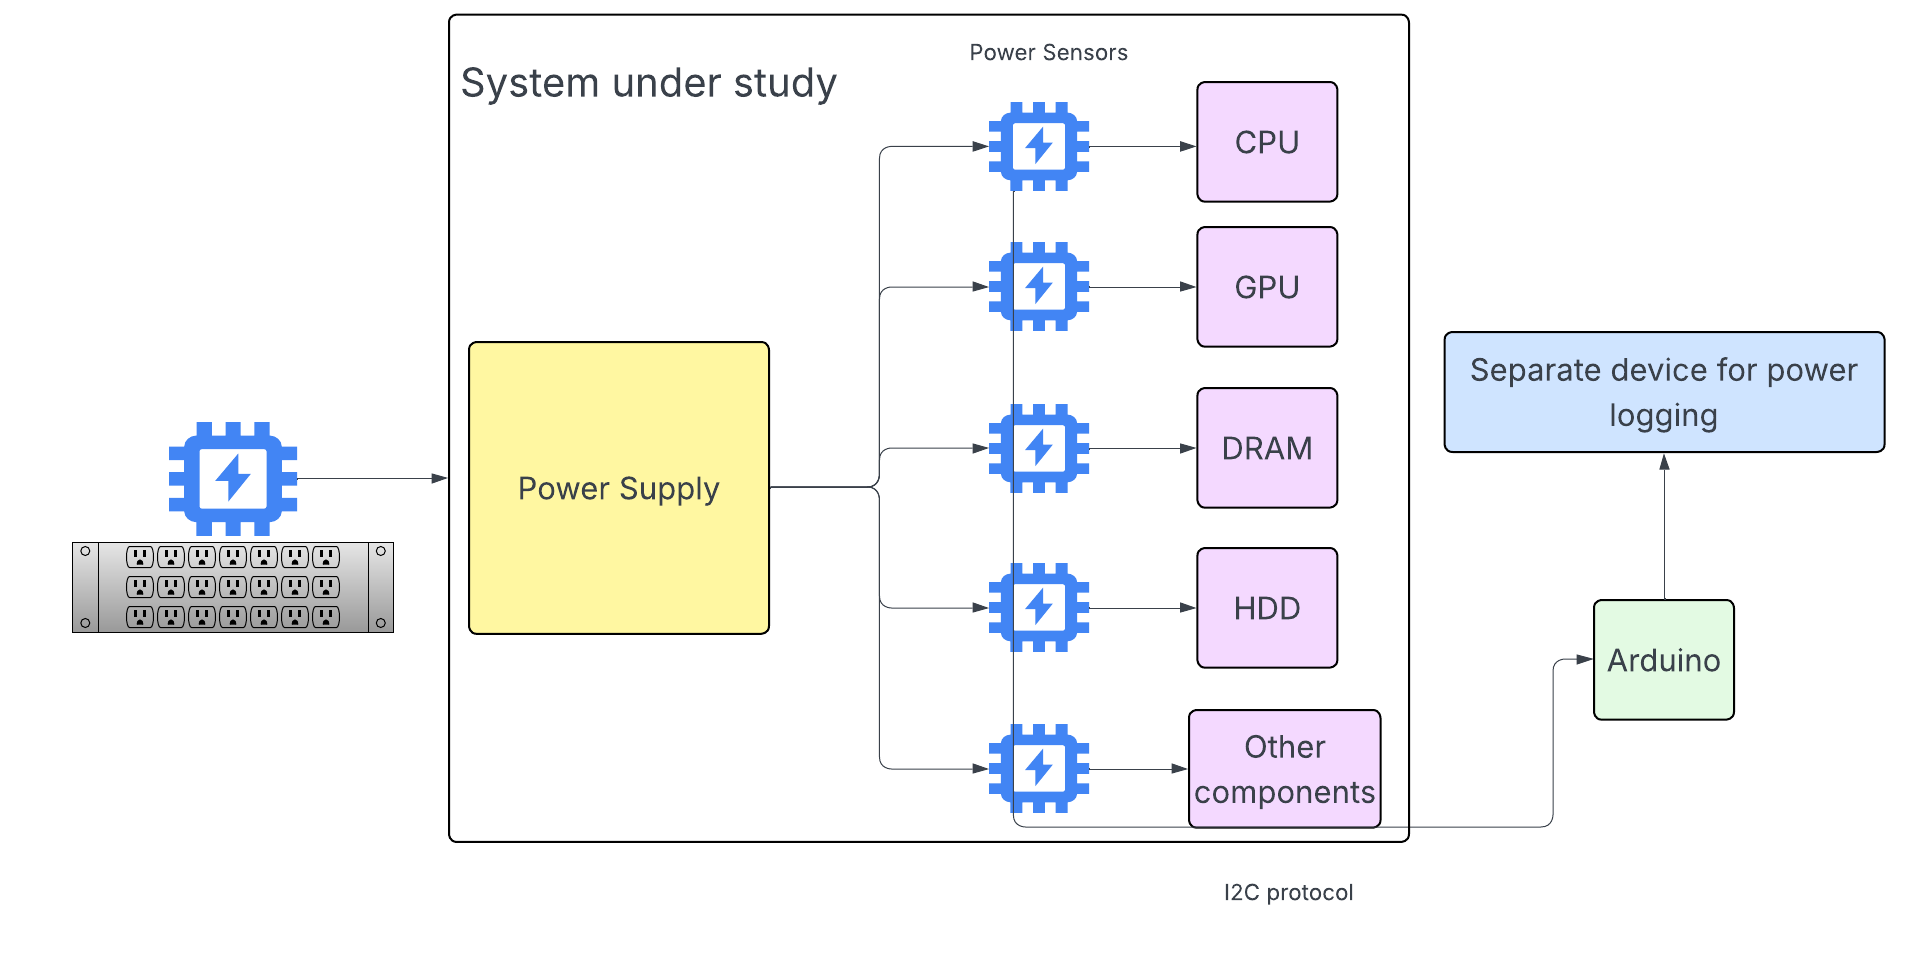 Power Sensors
System under study
CPU
GPU
DRAM
HDD
Other
components
Power Supply
Separate device for power
logging
Arduino
I2C protocol